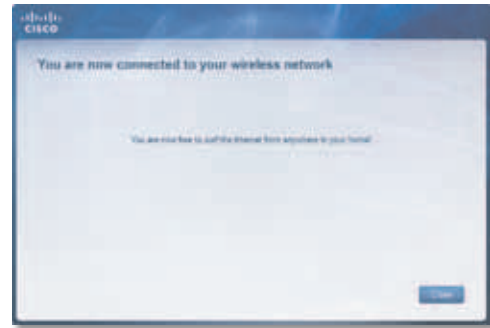 CISCO
You are now connected to your wireless network
You are now free to surf the Internet from anywhere in your home!
Close